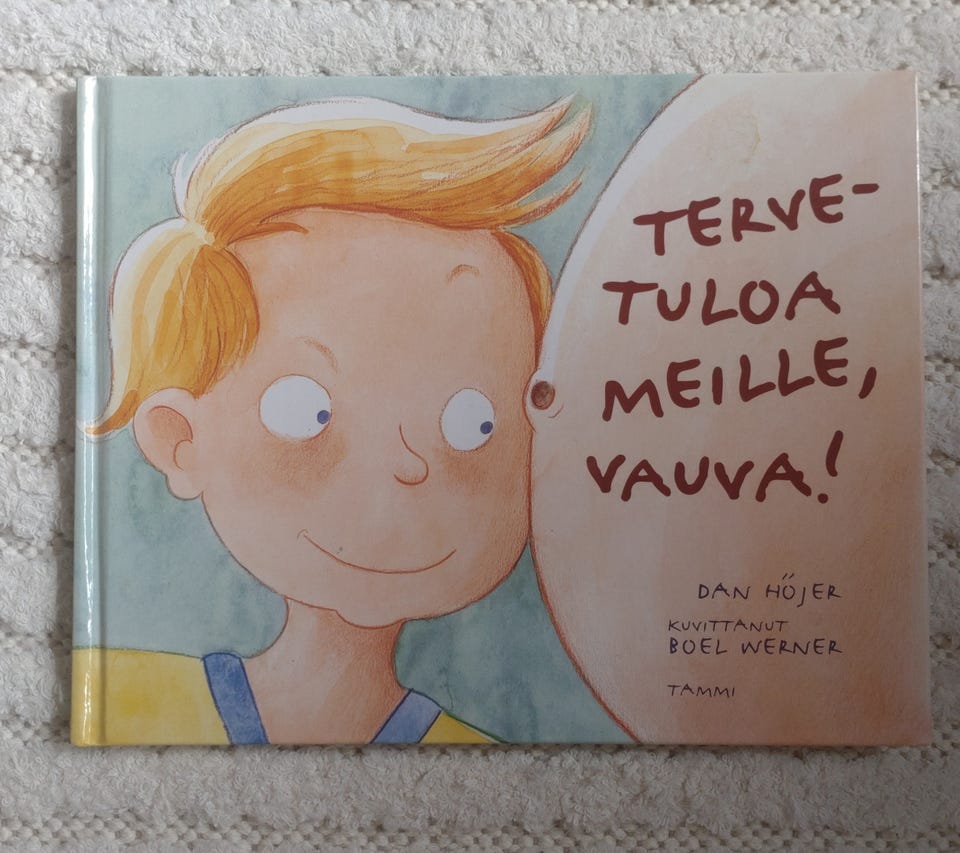 TERVE-
TULOA
MEILLE,
VAUVA!
DAN HÖJER
KUVITTANUT
BOEL WERNER
TAMMI